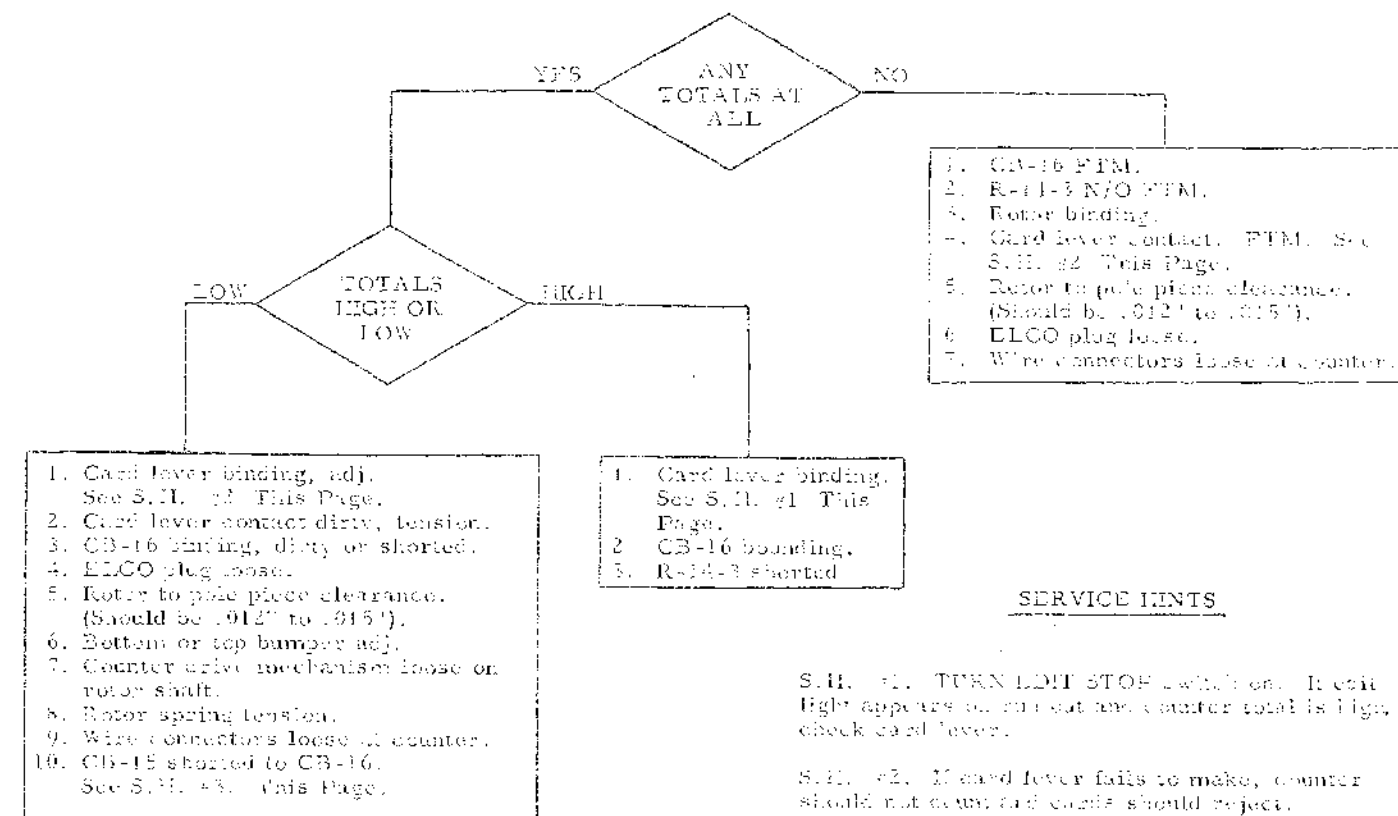 YES
ANY
TOTALS AT
ALL
NO
1. CB-16 FTM.
2. R-14-3 N/O FTM.
3. Rotor binding.
4. Card lever contact. FTM. See
S.H. #2 This Page.
5. Rotor to pole piece clearance.
(Should be .012" to .015").
6. ELCO plug loose.
7. Wire connectors loose at counter.
LOW
TOTALS
HIGH OR
LOW
HIGH
1. Card lever binding, adj.
See S.H. #2 This Page.
2. Card lever contact dirty, tension.
3. CB-16 binding, dirty or shorted.
4. ELCO plug loose.
5. Rotor to pole piece clearance.
(Should be .012" to .015").
6. Bottom or top bumper adj.
7. Counter drive mechanism loose on
rotor shaft.
8. Rotor spring tension.
9. Wire connectors loose at counter.
10. CB-15 shorted to CB-16.
See S.H. #3. This Page.
1. Card lever binding.
See S.H. #1 This
Page.
2. CB-16 bounding.
3. R-14-3 shorted
SERVICE HINTS
S.H. #1. TURN EDIT STOP switch on. If edit
light appears on run out and counter total is high,
check card lever.
S.H. #2. If card lever fails to make, counter
should not count and cards should reject.